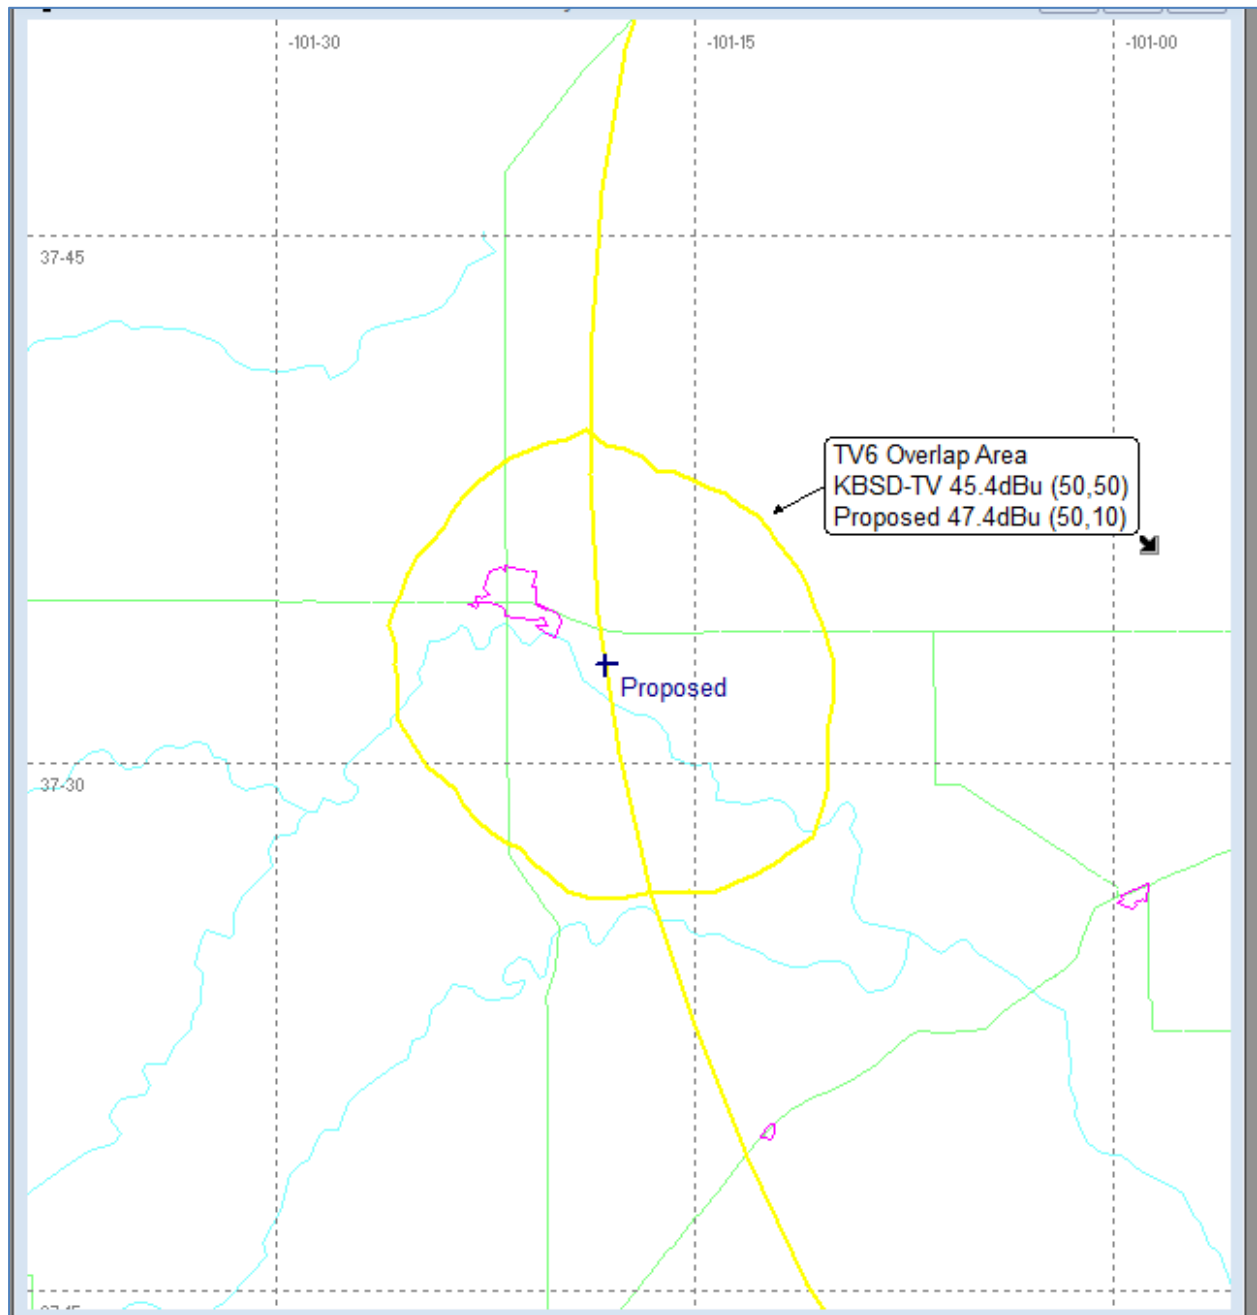 -101-30
-101-15
-101-00
37-45
TV6 Overlap Area
KBSD-TV 45.4dBu (50,50)
Proposed 47.4dBu (50,10)
Proposed
37-30